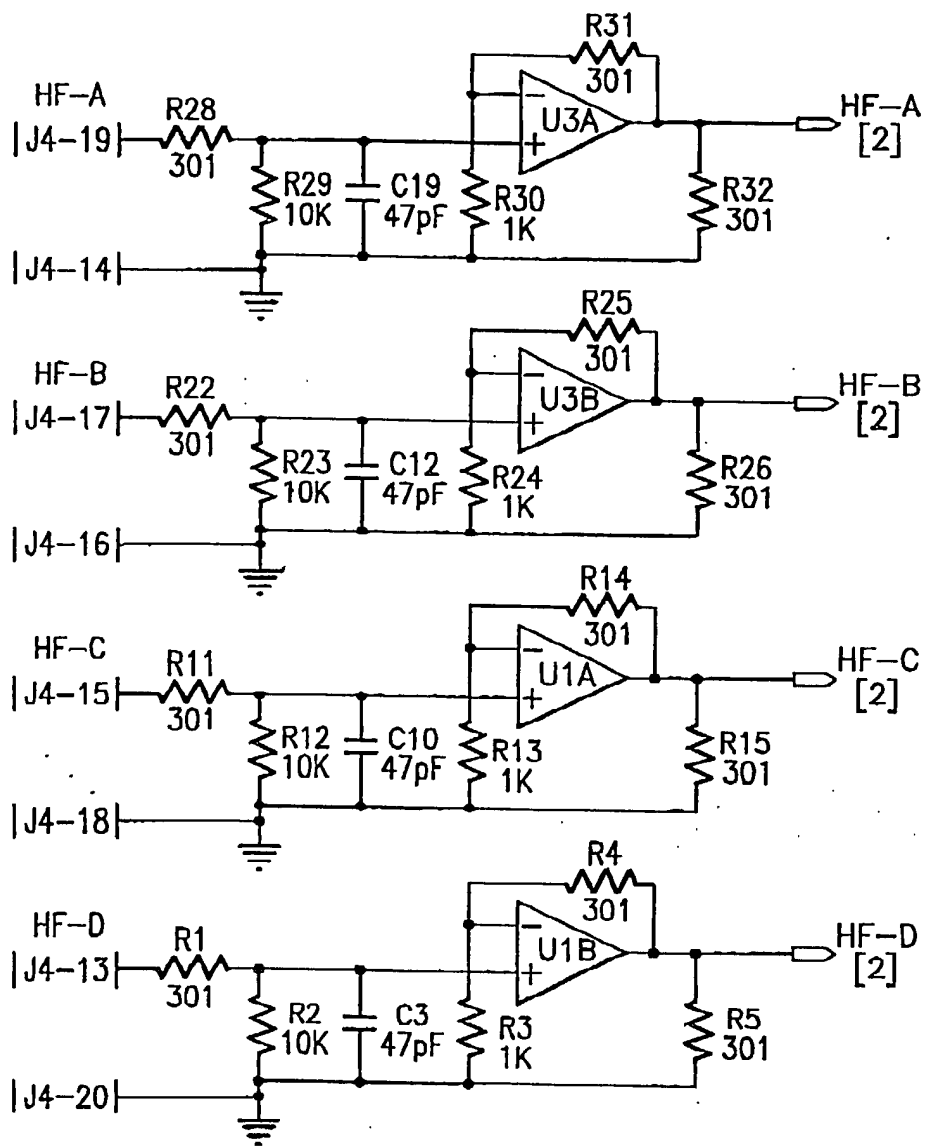 R31
301
HF-A
R28
|J4-19|
301
-
+
U3A
HF-A
[2]
R29
10K
C19
47pF
R30
1K
R32
301
|J4-14|
R25
301
HF-B
R22
|J4-17|
301
-
+
U3B
HF-B
[2]
R23
10K
C12
47pF
R24
1K
R26
301
|J4-16|
R14
301
HF-C
R11
|J4-15|
301
-
+
U1A
HF-C
[2]
R12
10K
C10
47pF
R13
1K
R15
301
|J4-18|
R4
301
HF-D
R1
|J4-13|
301
-
+
U1B
HF-D
[2]
R2
10K
C3
47pF
R3
1K
R5
301
|J4-20|